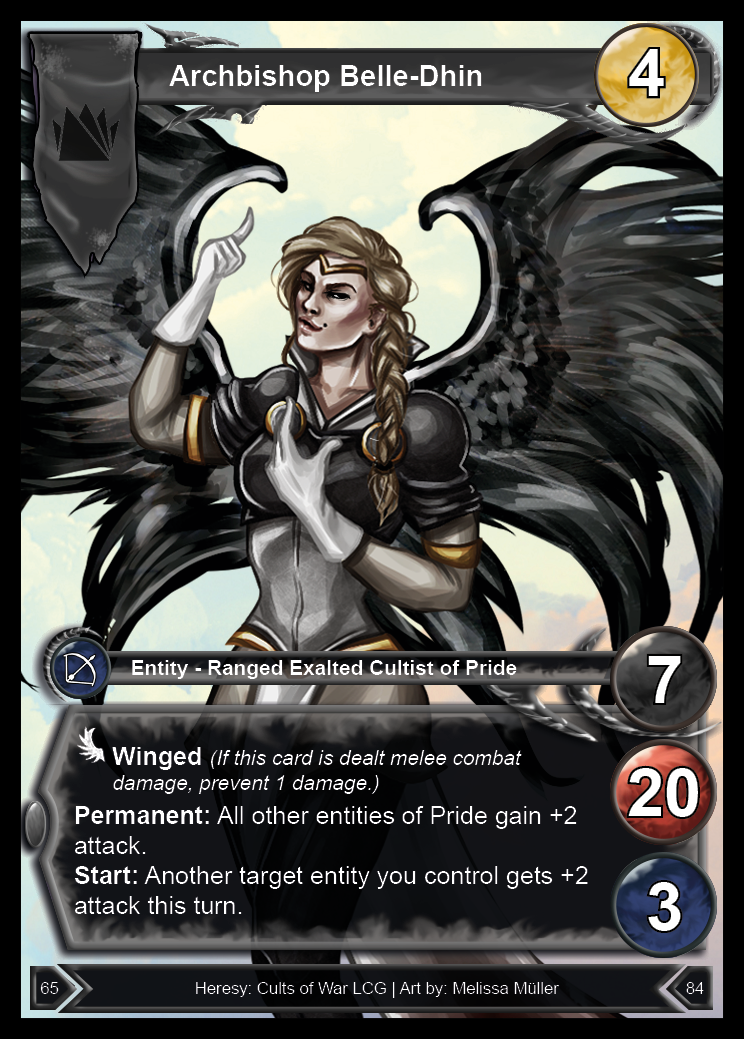 Archbishop Belle-Dhin
4
Entity - Ranged Exalted Cultist of Pride
7
Winged (If this card is dealt melee combat
damage, prevent 1 damage.)
20
Permanent: All other entities of Pride gain +2
attack.
Start: Another target entity you control gets +2
attack this turn.
3
65
Heresy: Cults of War LCG | Art by: Melissa Müller
84